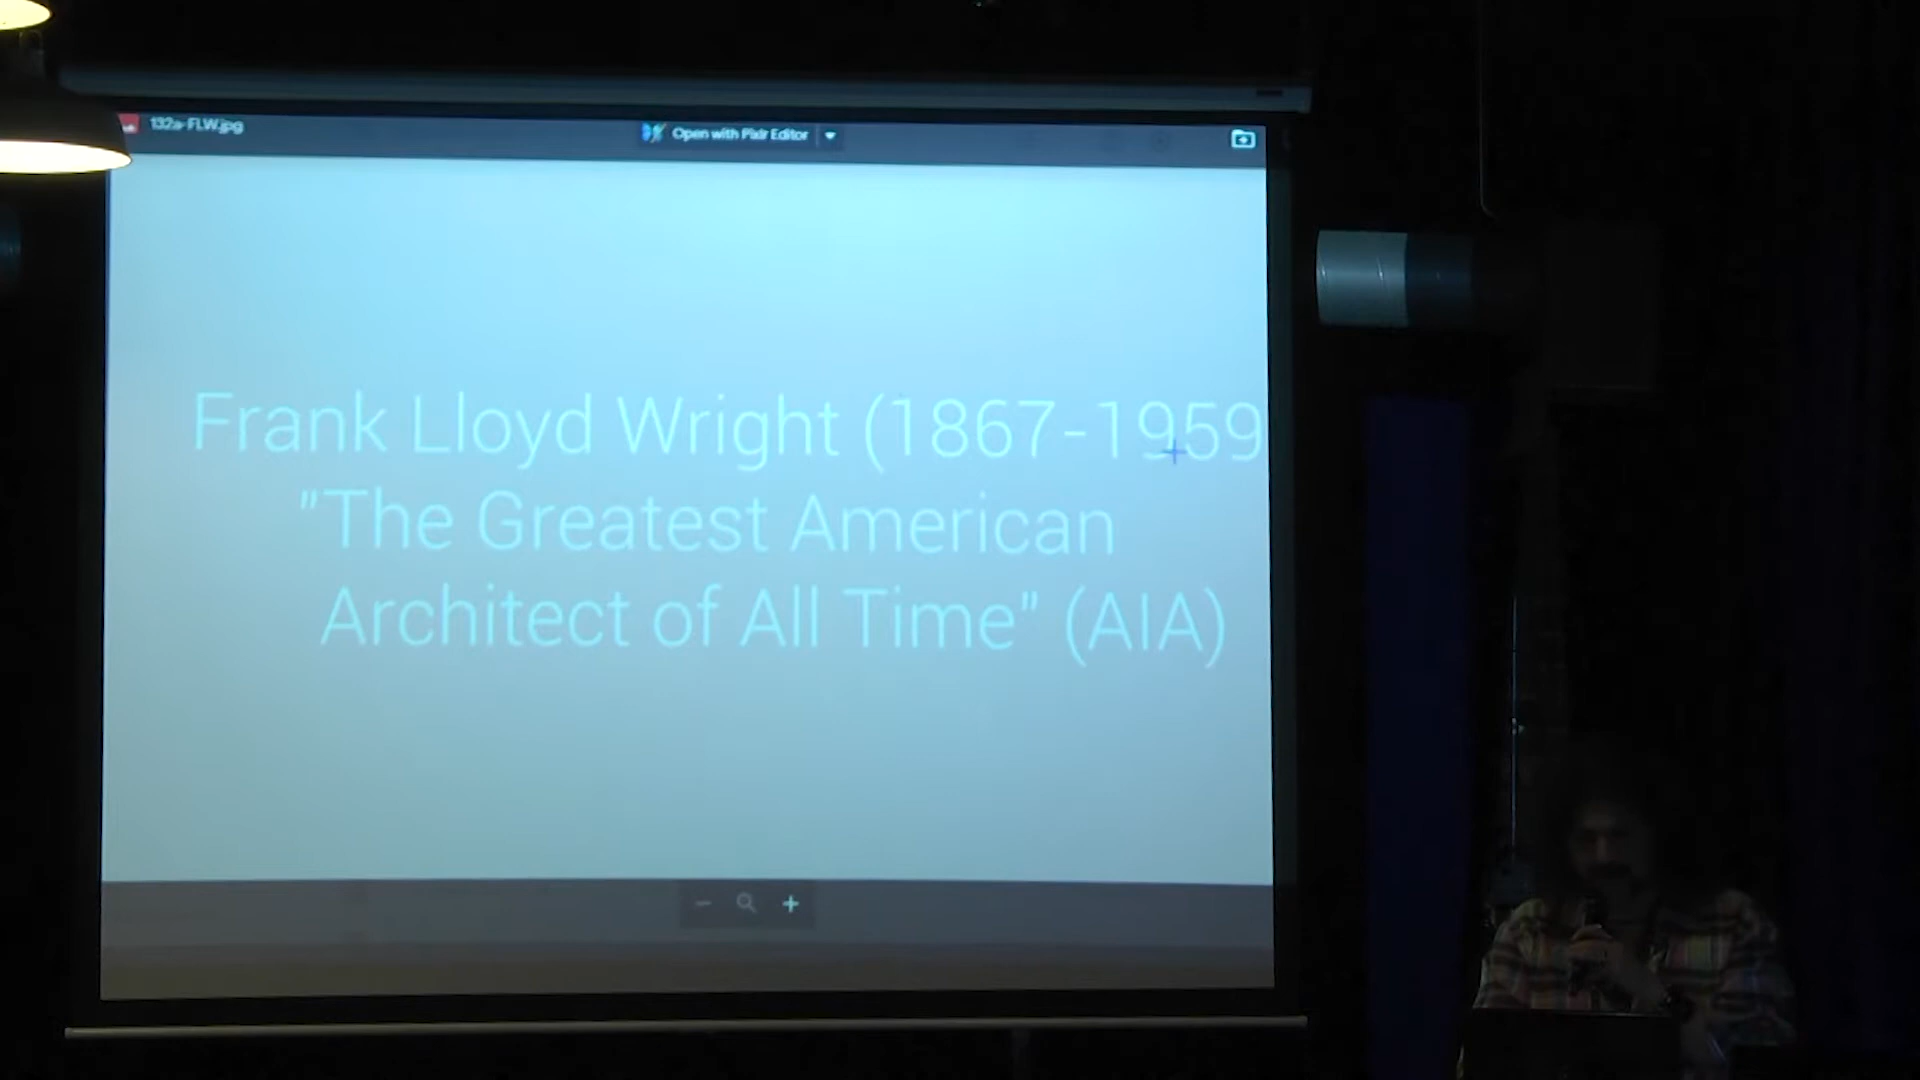 132a-FLW.jpg
Open with Pixlr Editor
Frank Lloyd Wright (1867-1959
"The Greatest American
Architect of All Time" (AIA)